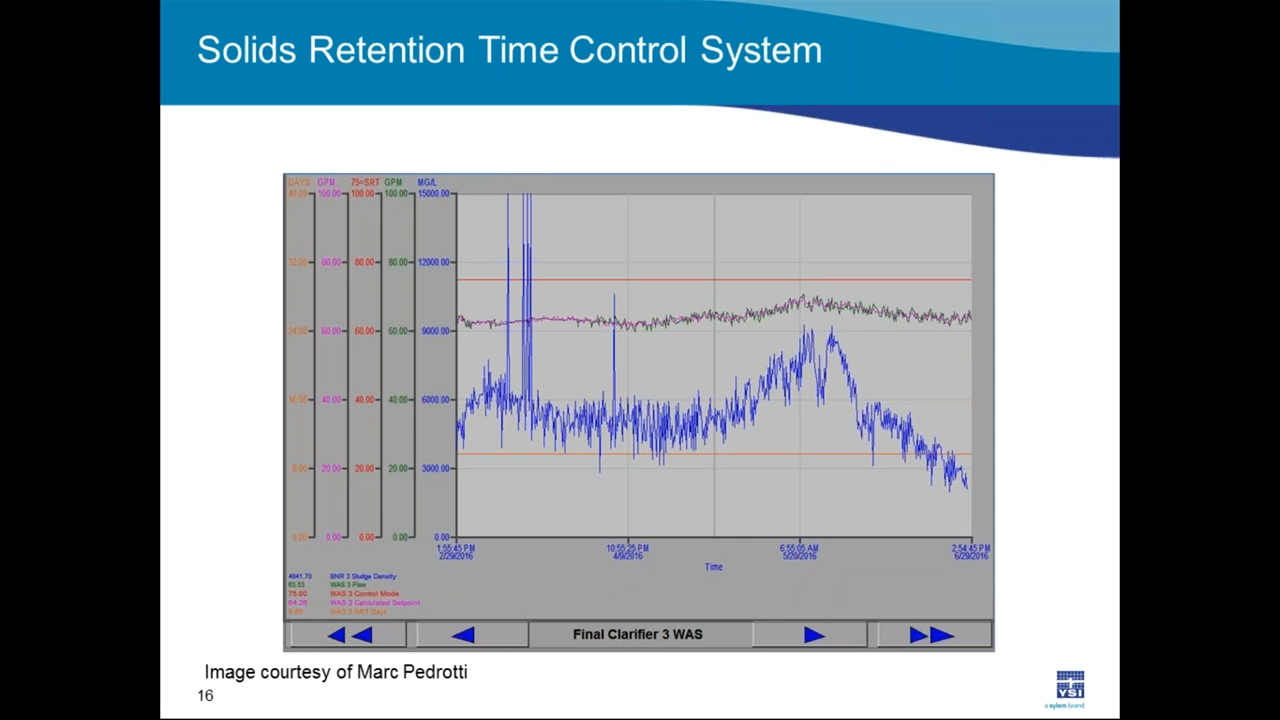 Solids Retention Time Control System
DAYS GPM 75=SRT GPM MG/L
40.00 100.00 100.00 100.00 15000.00
32.00 80.00 80.00 80.00 12000.00
24.00 60.00 60.00 60.00 9000.00
16.00 40.00 40.00 40.00 6000.00
8.00 20.00 20.00 20.00 3000.00
0.00 0.00 0.00 0.00 0.00
1:55:45 PM 10:55:25 PM 6:55:05 AM 2:54:45 PM
2/29/2016 4/9/2016 5/20/2016 6/29/2016
Time
4841.70 BNR 3 Sludge Density
63.53 WAS 3 Flow
75.00 WAS 3 Control Mode
64.26 WAS 3 Calculated Setpoint
WAS 3 SRT Days
Final Clarifier 3 WAS
Image courtesy of Marc Pedrotti
16
YSI
a xylem brand